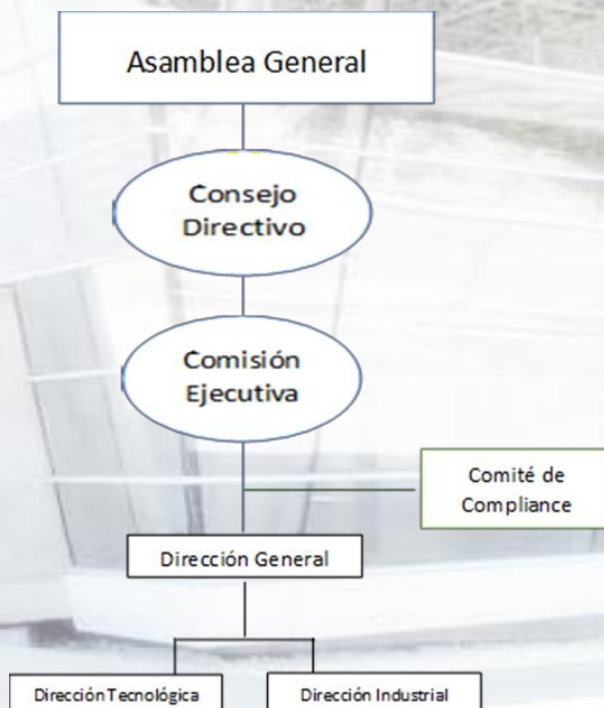 Asamblea General
Consejo
Directivo
Comisión
Ejecutiva
Comité de
Compliance
Dirección General
Dirección Tecnológica
Dirección Industrial